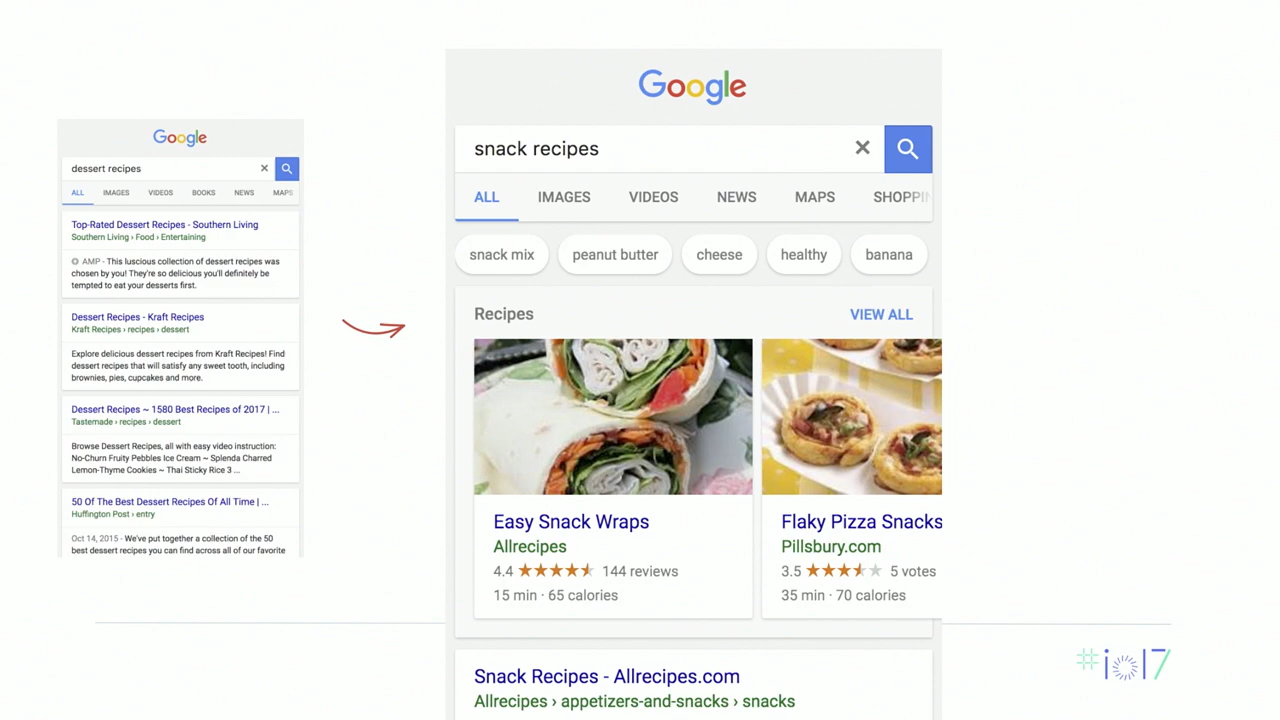 Google
dessert recipes
ALL IMAGES VIDEOS BOOKS NEWS MAPS
Top-Rated Dessert Recipes - Southern Living
Southern Living › Food › Entertaining
AMP - This luscious collection of dessert recipes was
chosen by you! They're so delicious you'll definitely be
tempted to eat your desserts first.
Dessert Recipes - Kraft Recipes
Kraft Recipes › recipes › dessert
Explore delicious dessert recipes from Kraft Recipes! Find
dessert recipes that will satisfy any sweet tooth, including
brownies, pies, cupcakes and more.
Dessert Recipes ~ 1580 Best Recipes of 2017 | ...
Tastemade › recipes › dessert
Browse Dessert Recipes, all with easy video instruction:
No-Churn Fruity Pebbles Ice Cream ~ Splenda Charred
Lemon-Thyme Cookies ~ Thai Sticky Rice 3 ...
50 Of The Best Dessert Recipes Of All Time | ...
Huffington Post › entry
Oct 14, 2015 - We've put together a collection of the 50
best dessert recipes you can find across all of our favorite
Google
snack recipes
ALL IMAGES VIDEOS NEWS MAPS SHOPPIN
snack mix peanut butter cheese healthy banana
Recipes VIEW ALL
Easy Snack Wraps
Allrecipes
4.4 144 reviews
15 min · 65 calories
Flaky Pizza Snacks
Pillsbury.com
3.5 5 votes
35 min · 70 calories
Snack Recipes - Allrecipes.com
Allrecipes › appetizers-and-snacks › snacks
#io17